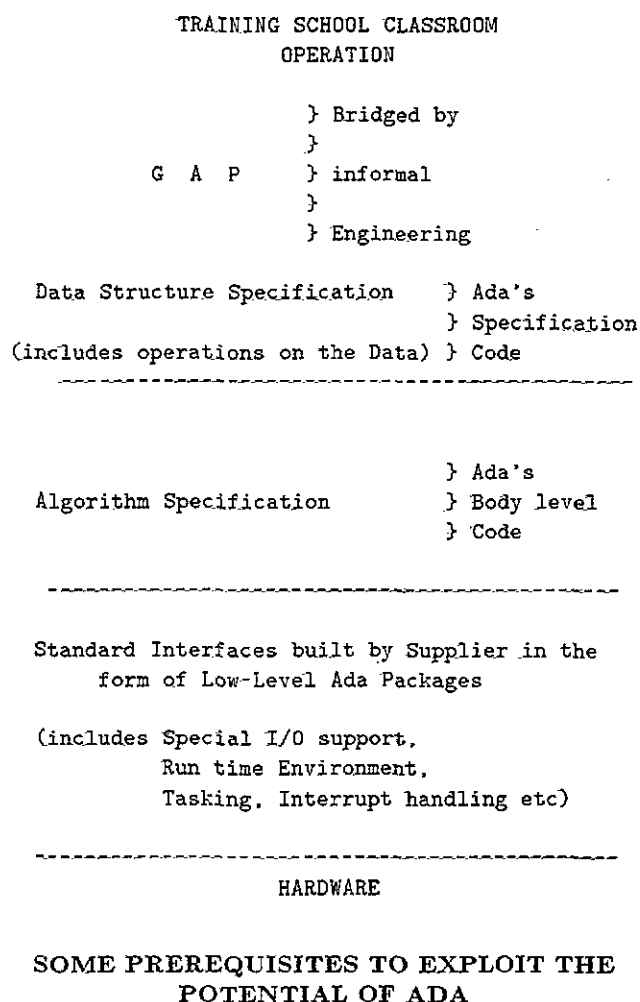 TRAINING SCHOOL CLASSROOM
OPERATION
} Bridged by
}
G A P } informal
}
} Engineering
Data Structure Specification } Ada's
} Specification
(includes operations on the Data) } Code
} Ada's
Algorithm Specification } Body level
} Code
Standard Interfaces built by Supplier in the
form of Low-Level Ada Packages
(includes Special I/O support,
Run time Environment,
Tasking, Interrupt handling etc)
HARDWARE
SOME PREREQUISITES TO EXPLOIT THE
POTENTIAL OF ADA